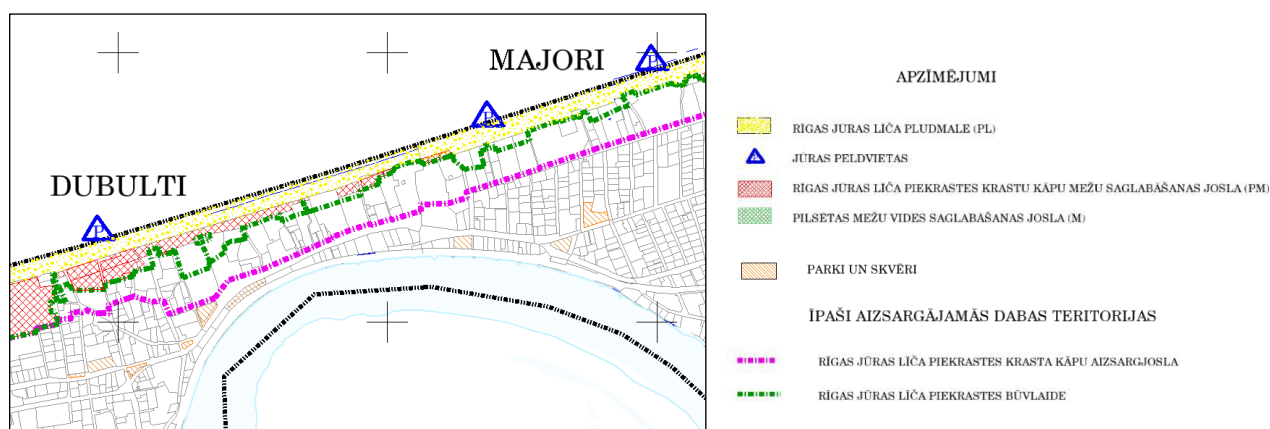 DUBULTI
MAJORI
P
P
P
APZĪMĒJUMI
RIGAS JŪRAS LĪČA PLUDMALE (PL)
JŪRAS PELDVIETAS
RĪGAS JŪRAS LĪČA PIEKRASTES KRASTU KĀPU MEŽU SAGLABĀŠANAS JOSLA (PM)
PILSĒTAS MEŽU VIDES SAGLABĀŠANAS JOSLA (M)
PARKI UN SKVĒRI
ĪPAŠI AIZSARGĀJAMĀS DABAS TERITORIJAS
RĪGAS JŪRAS LĪČA PIEKRASTES KRASTA KĀPU AIZSARGJOSLA
RĪGAS JŪRAS LĪČA PIEKRASTES BŪVLAIDE